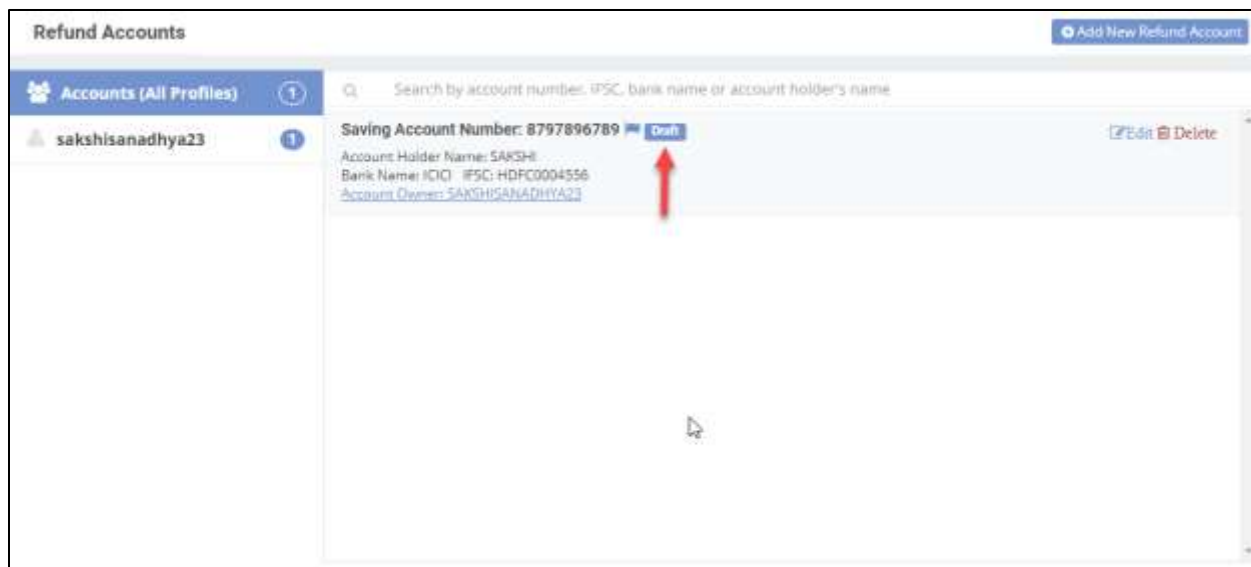 Refund Accounts
Add New Refund Account
Accounts (All Profiles) 1
sakshisanadhya23 1
Search by account number, IFSC, bank name or account holder's name
Saving Account Number: 8797896789 Draft
Edit Delete
Account Holder Name: SAKSHI
Bank Name: ICICI IFSC: HDFC0004556
Account Owner: SAKSHISANADHYA23